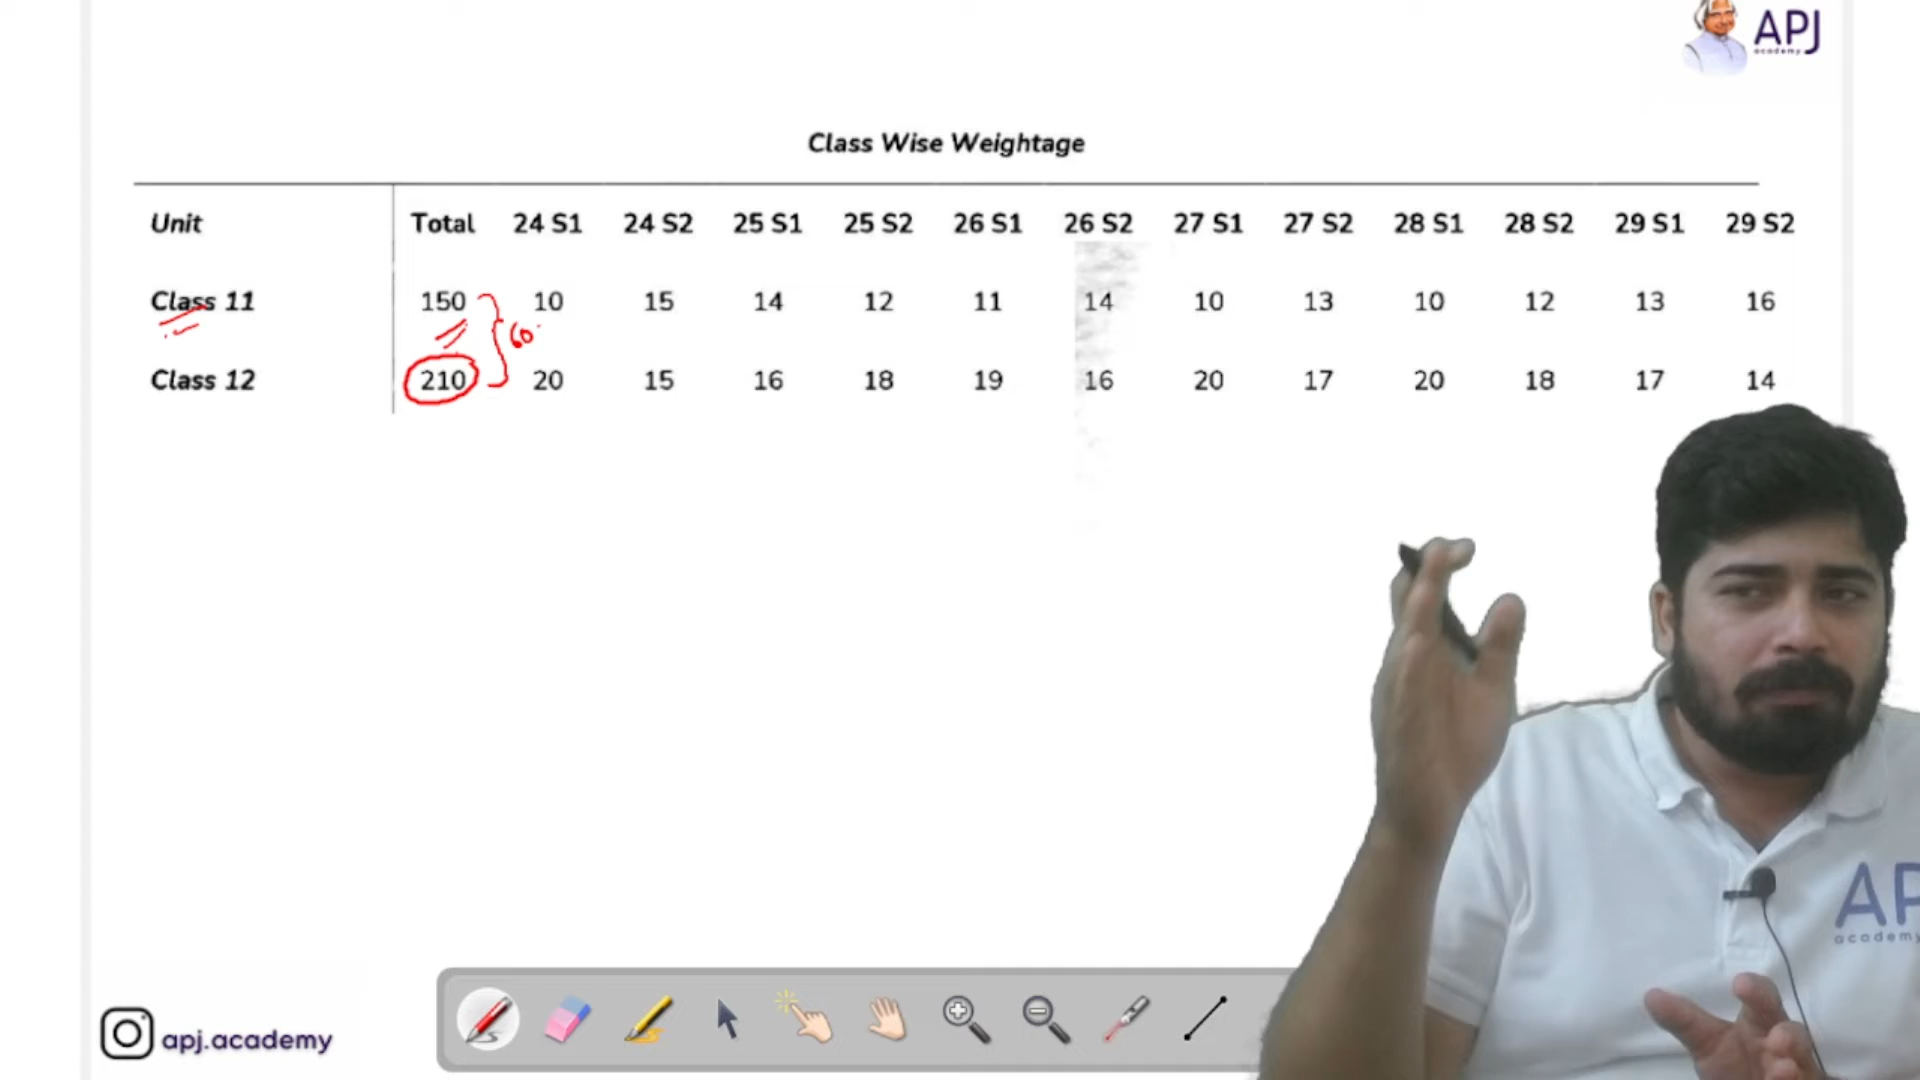 APJ
academy
Class Wise Weightage
Unit Total 24 S1 24 S2 25 S1 25 S2 26 S1 26 S2 27 S1 27 S2 28 S1 28 S2 29 S1 29 S2
Class 11 150 10 15 14 12 11 14 10 13 10 12 13 16
60
Class 12 210 20 15 16 18 19 16 20 17 20 18 17 14
AP
academy
apj.academy